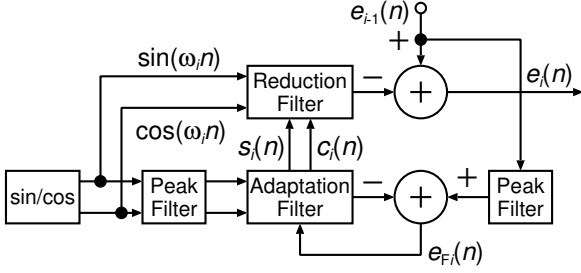 e_{i-1}(n)
+
sin(ω_i n)
Reduction
Filter
−
+
e_i(n)
cos(ω_i n)
s_i(n)
c_i(n)
sin/cos
Peak
Filter
Adaptation
Filter
−
+
+
Peak
Filter
e_{Fi}(n)